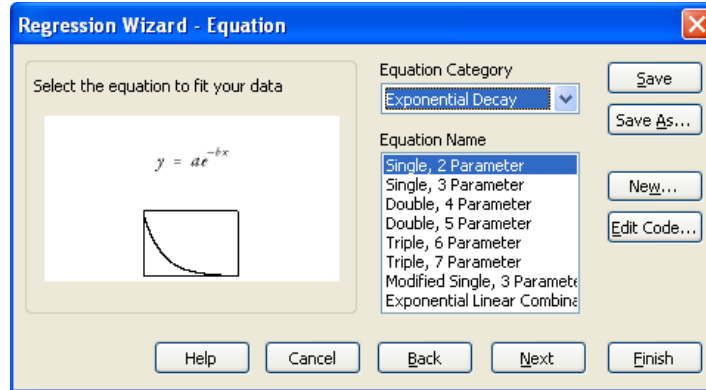 Regression Wizard - Equation
Select the equation to fit your data
y = ae^{-bx}
Equation Category
Exponential Decay
Equation Name
Single, 2 Parameter
Single, 3 Parameter
Double, 4 Parameter
Double, 5 Parameter
Triple, 6 Parameter
Triple, 7 Parameter
Modified Single, 3 Paramete
Exponential Linear Combina
Save
Save As...
New...
Edit Code...
Help Cancel Back Next Finish